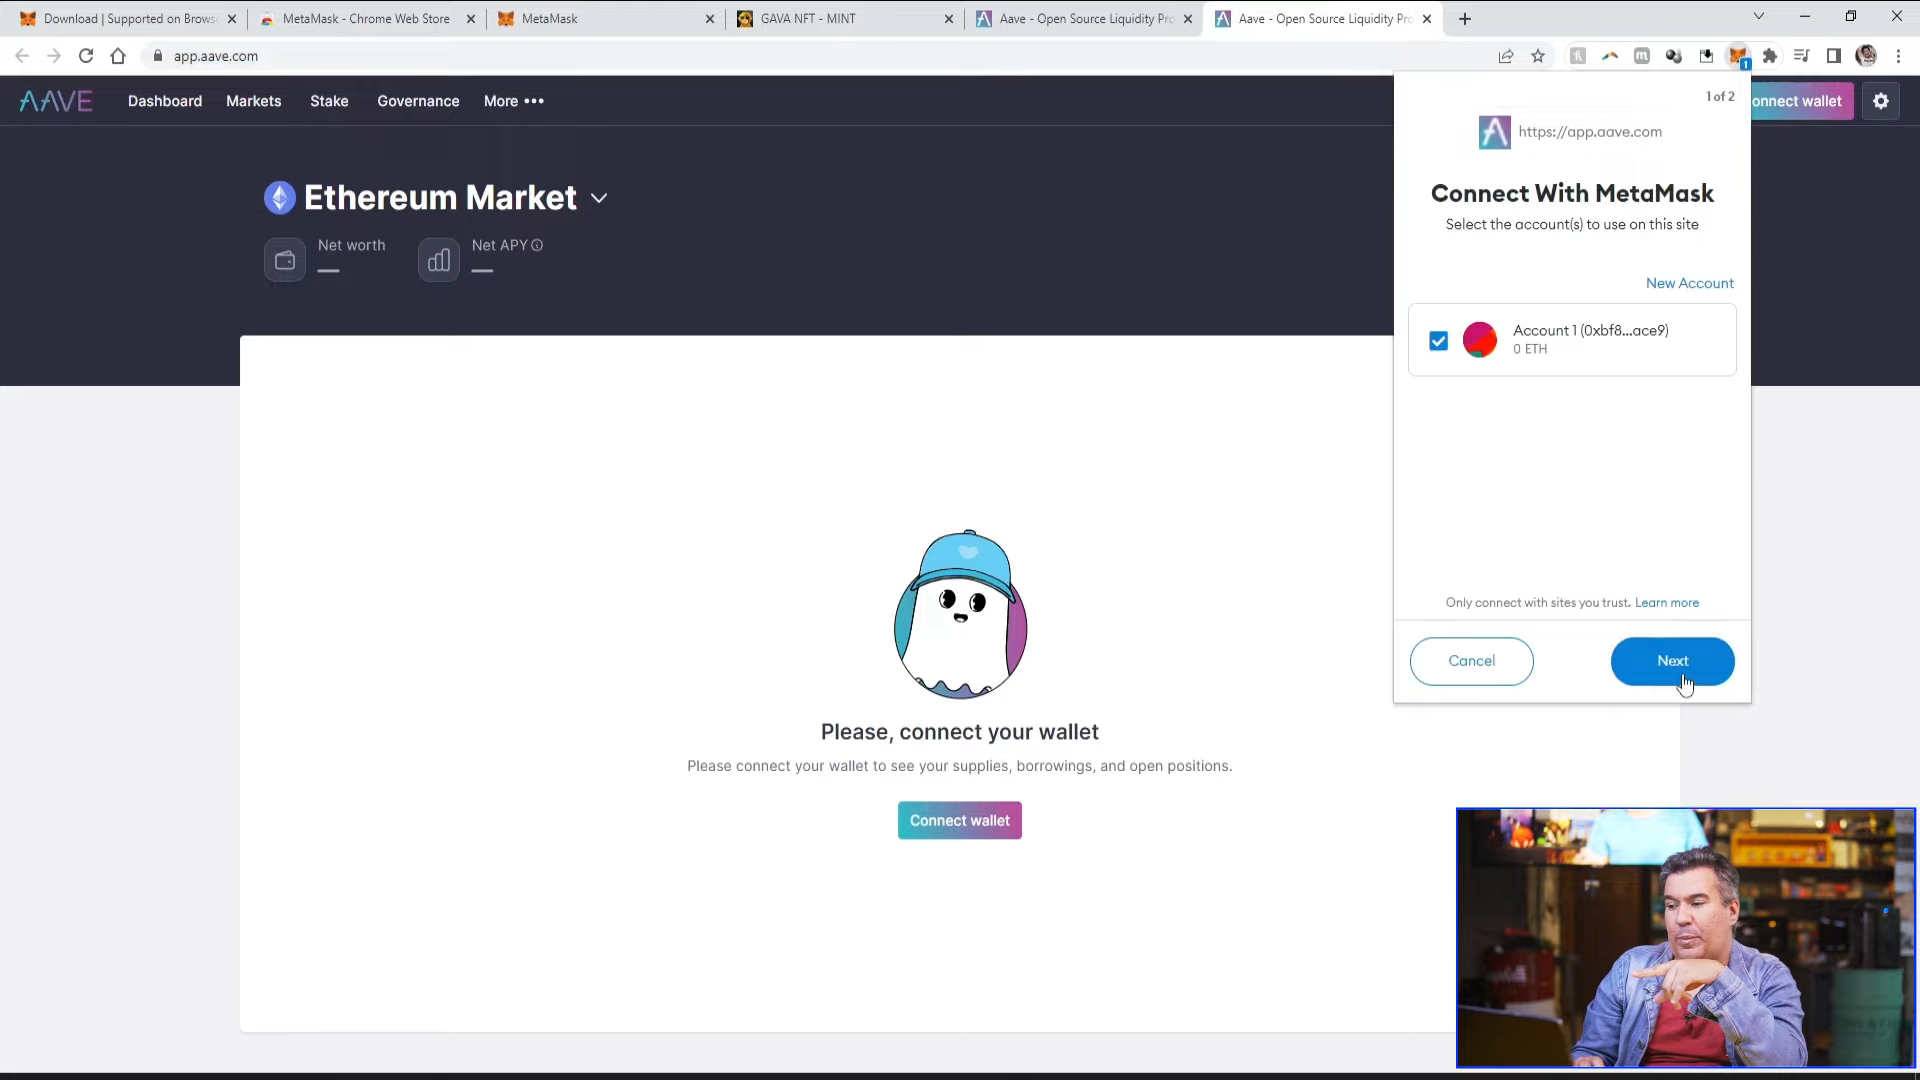 Download | Supported on Brows
MetaMask - Chrome Web Store
MetaMask
GAVA NFT - MINT
Aave - Open Source Liquidity Pro
Aave - Open Source Liquidity Pro
app.aave.com
m
1
AAVE
Dashboard
Markets
Stake
Governance
More •••
onnect wallet
1 of 2
https://app.aave.com
Connect With MetaMask
Select the account(s) to use on this site
New Account
Account 1 (0xbf8...ace9)
0 ETH
Only connect with sites you trust. Learn more
Cancel
Next
Ethereum Market
Net worth
—
Net APY
—
Please, connect your wallet
Please connect your wallet to see your supplies, borrowings, and open positions.
Connect wallet